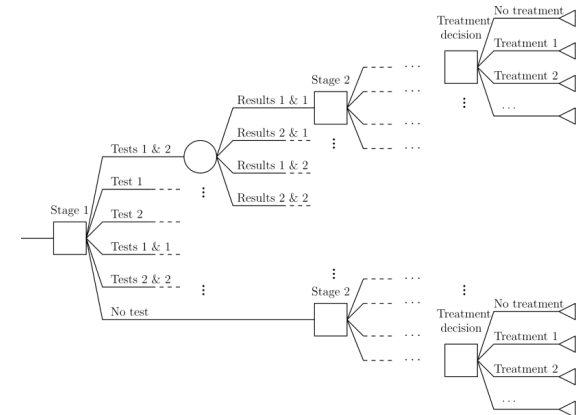 No treatment
Treatment
decision
Treatment 1
Treatment 2
...
Stage 2
...
...
...
...
Results 1 & 1
Results 2 & 1
Results 1 & 2
Results 2 & 2
Tests 1 & 2
Test 1
Stage 1
Test 2
Tests 1 & 1
Tests 2 & 2
No test
Stage 2
...
...
...
...
No treatment
Treatment
decision
Treatment 1
Treatment 2
...